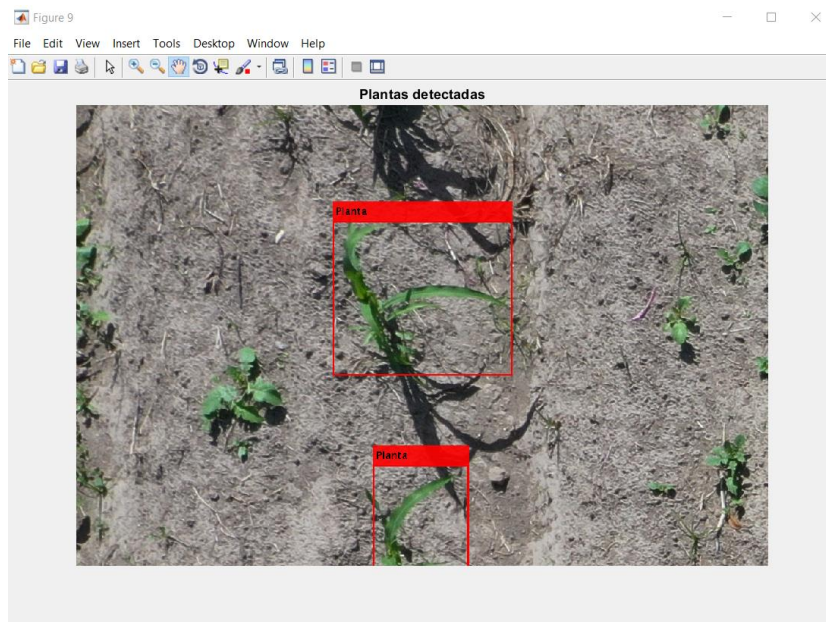 Figure 9
File Edit View Insert Tools Desktop Window Help
Plantas detectadas
Planta
Planta